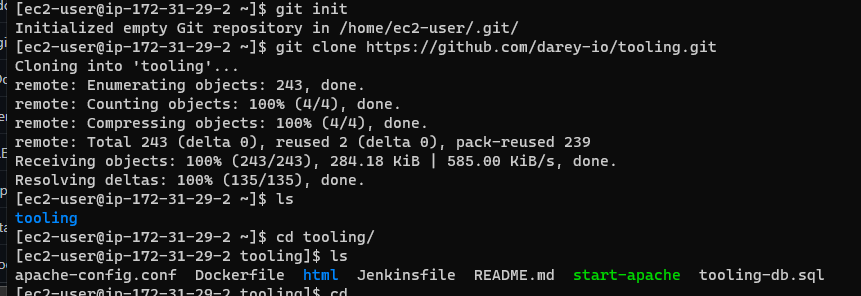 [ec2-user@ip-172-31-29-2 ~]$ git init
Initialized empty Git repository in /home/ec2-user/.git/
[ec2-user@ip-172-31-29-2 ~]$ git clone https://github.com/darey-io/tooling.git
Cloning into 'tooling'...
remote: Enumerating objects: 243, done.
remote: Counting objects: 100% (4/4), done.
remote: Compressing objects: 100% (4/4), done.
remote: Total 243 (delta 0), reused 2 (delta 0), pack-reused 239
Receiving objects: 100% (243/243), 284.18 KiB | 585.00 KiB/s, done.
Resolving deltas: 100% (135/135), done.
[ec2-user@ip-172-31-29-2 ~]$ ls
tooling
[ec2-user@ip-172-31-29-2 ~]$ cd tooling/
[ec2-user@ip-172-31-29-2 tooling]$ ls
apache-config.conf  Dockerfile  html  Jenkinsfile  README.md  start-apache  tooling-db.sql
[ec2-user@ip-172-31-29-2 tooling]$ cd